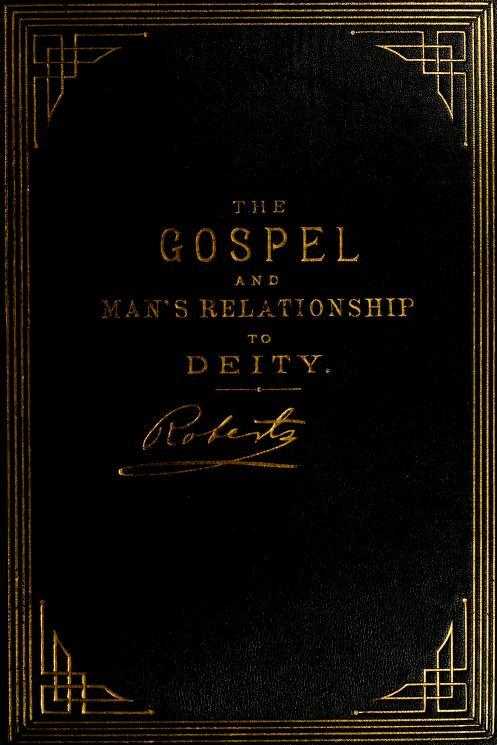 THE
GOSPEL
AND
MAN'S RELATIONSHIP
TO
DEITY.
Roberts